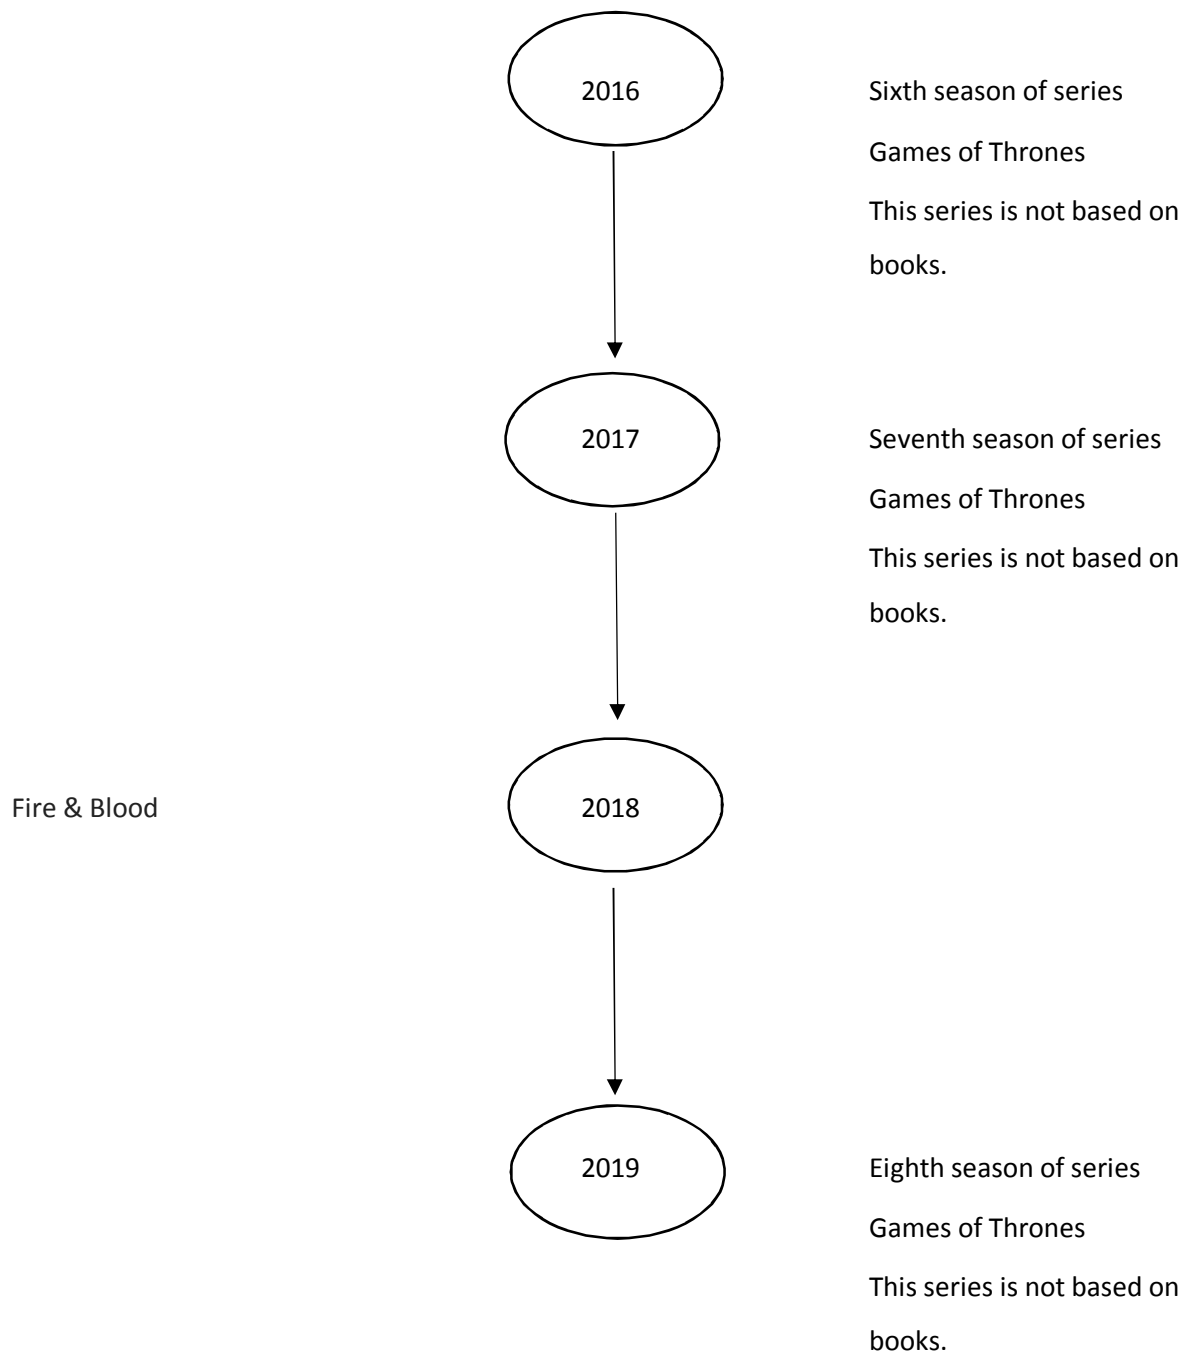 2016
Sixth season of series
Games of Thrones
This series is not based on
books.
2017
Seventh season of series
Games of Thrones
This series is not based on
books.
Fire & Blood
2018
2019
Eighth season of series
Games of Thrones
This series is not based on
books.